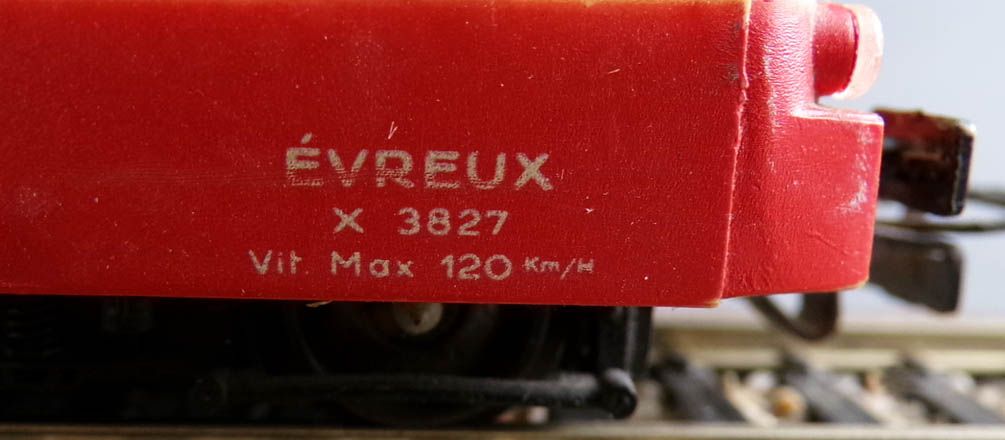 ÉVREUX
X 3827
Vit. Max 120 Km/H